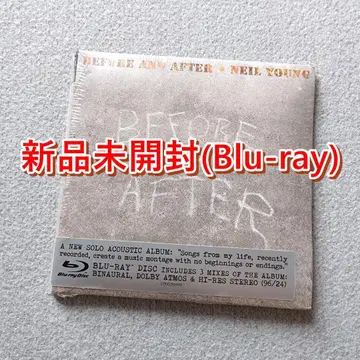 BEFORE AND AFTER • NEIL YOUNG
BEFORE
新品未開封(Blu-ray)
AFTER
A NEW SOLO ACOUSTIC ALBUM: "Songs from my life, recently
recorded, create a music montage with no beginnings or endings."
BLU-RAY DISC INCLUDES 3 MIXES OF THE ALBUM:
BINAURAL, DOLBY ATMOS & HI-RES STEREO (96/24)